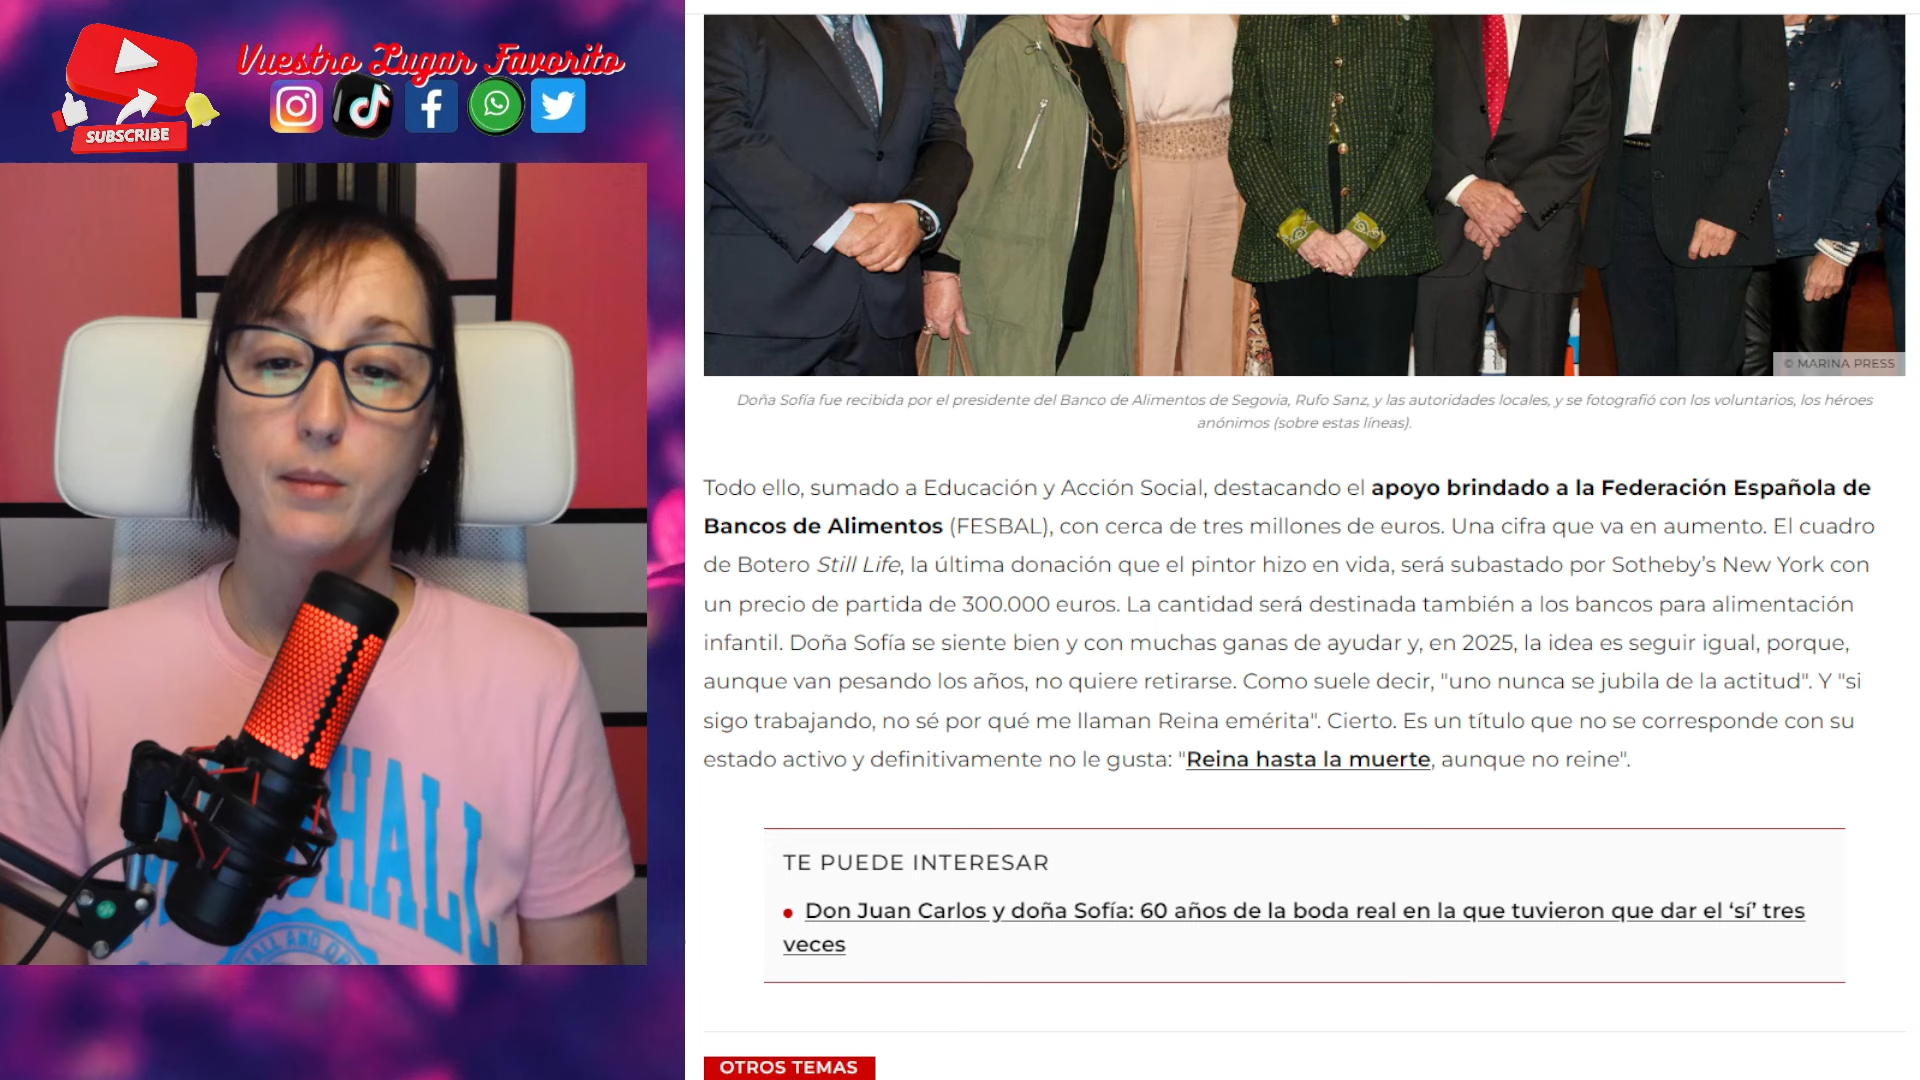 Vuestro Lugar Favorito
SUBSCRIBE
© MARINA PRESS
Doña Sofía fue recibida por el presidente del Banco de Alimentos de Segovia, Rufo Sanz, y las autoridades locales, y se fotografió con los voluntarios, los héroes
anónimos (sobre estas líneas).
Todo ello, sumado a Educación y Acción Social, destacando el apoyo brindado a la Federación Española de
Bancos de Alimentos (FESBAL), con cerca de tres millones de euros. Una cifra que va en aumento. El cuadro
de Botero Still Life, la última donación que el pintor hizo en vida, será subastado por Sotheby's New York con
un precio de partida de 300.000 euros. La cantidad será destinada también a los bancos para alimentación
infantil. Doña Sofía se siente bien y con muchas ganas de ayudar y, en 2025, la idea es seguir igual, porque,
aunque van pesando los años, no quiere retirarse. Como suele decir, "uno nunca se jubila de la actitud". Y "si
sigo trabajando, no sé por qué me llaman Reina emérita". Cierto. Es un título que no se corresponde con su
estado activo y definitivamente no le gusta: "Reina hasta la muerte, aunque no reine".
TE PUEDE INTERESAR
Don Juan Carlos y doña Sofía: 60 años de la boda real en la que tuvieron que dar el ‘sí’ tres
veces
OTROS TEMAS